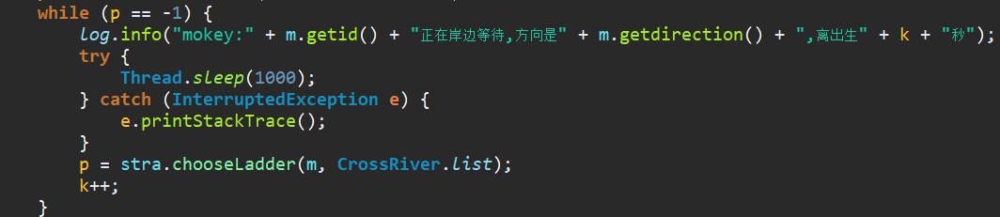 while (p == -1) {
log.info("mokey:" + m.getid() + "正在岸边等待,方向是" + m.getdirection() + ",离出生" + k + "秒");
try {
Thread.sleep(1000);
} catch (InterruptedException e) {
e.printStackTrace();
}
p = stra.chooseLadder(m, CrossRiver.list);
k++;
}